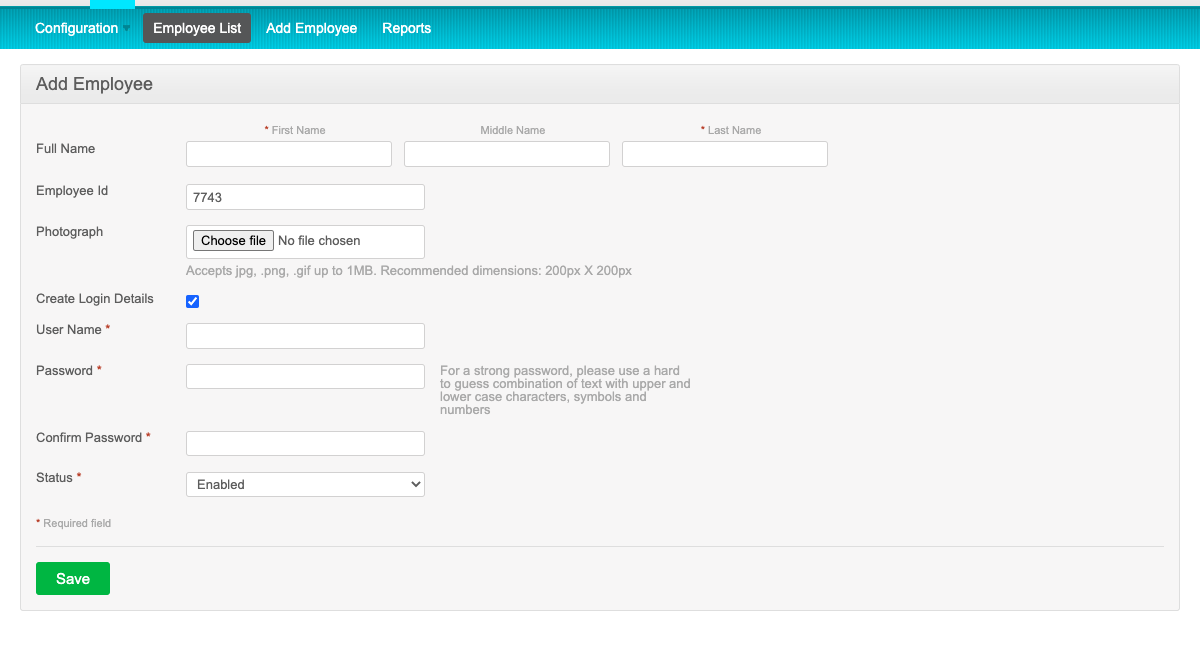 Configuration Employee List Add Employee Reports
Add Employee
* First Name Middle Name * Last Name
Full Name
Employee Id 7743
Photograph Choose file No file chosen
Accepts jpg, .png, .gif up to 1MB. Recommended dimensions: 200px X 200px
Create Login Details
User Name *
Password * For a strong password, please use a hard
to guess combination of text with upper and
lower case characters, symbols and
numbers
Confirm Password *
Status * Enabled
* Required field
Save